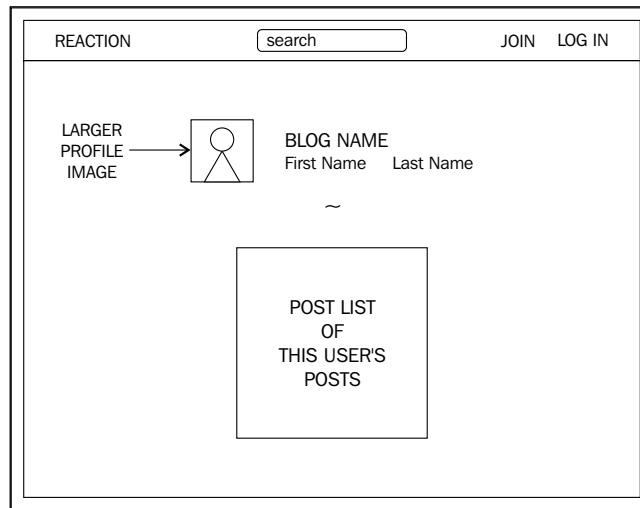 REACTION search JOIN LOG IN
LARGER
PROFILE
IMAGE
BLOG NAME
First Name Last Name
~
POST LIST
OF
THIS USER'S
POSTS